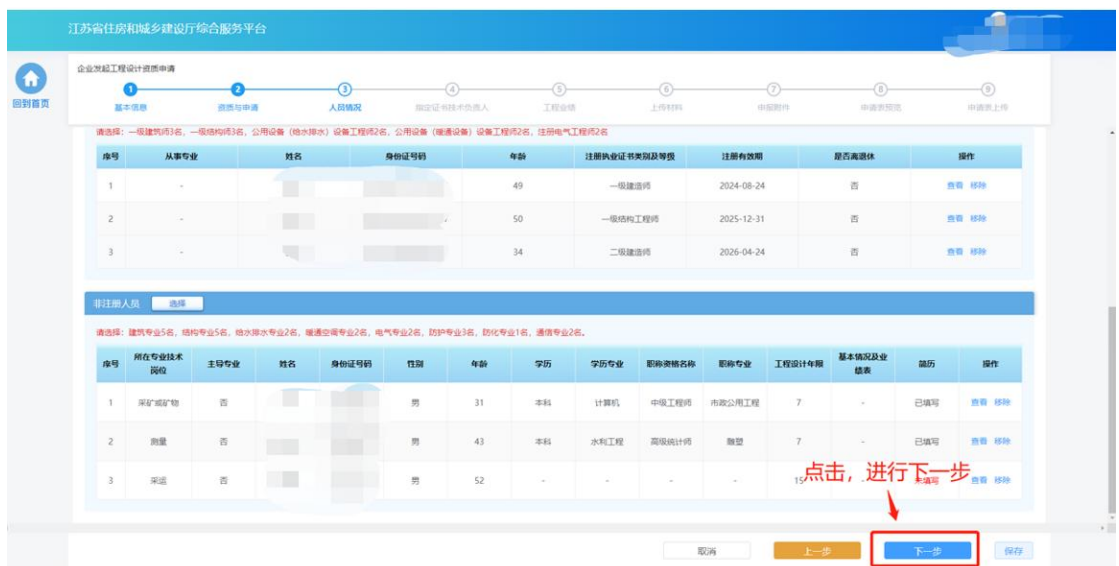 江苏省住房和城乡建设厅综合服务平台
回到首页
企业发起工程设计资质申请
1 2 3 4 5 6 7 8 9
基本信息 资质与申请 人员情况 指定证书技术负责人 工程业绩 上传材料 申报附件 申请表预览 申请表上传
请选择：一级建筑师3名，一级结构师3名，公用设备（给水排水）设备工程师2名，公用设备（暖通设备）设备工程师2名，注册电气工程师2名
序号 从事专业 姓名 身份证号码 年龄 注册执业证书类别及等级 注册有效期 是否离退休 操作
1 - 49 一级建造师 2024-08-24 否 查看 移除
2 - 50 一级结构工程师 2025-12-31 否 查看 移除
3 - 34 二级建造师 2026-04-24 否 查看 移除
非注册人员 选择
请选择：建筑专业5名，结构专业5名，给水排水专业2名，暖通空调专业2名，电气专业2名，防护专业3名，防化专业1名，通信专业2名。
序号 所在专业技术岗位 主导专业 姓名 身份证号码 性别 年龄 学历 学历专业 职称资格名称 职称专业 工程设计年限 基本情况及业绩表 简历 操作
1 采矿或矿物 否 男 31 本科 计算机 中级工程师 市政公用工程 7 - 已填写 查看 移除
2 测量 否 男 43 本科 水利工程 高级统计师 雕塑 7 - 已填写 查看 移除
3 采运 否 男 52 - - - - 15 - 未填写 查看 移除
点击，进行下一步
取消 上一步 下一步 保存